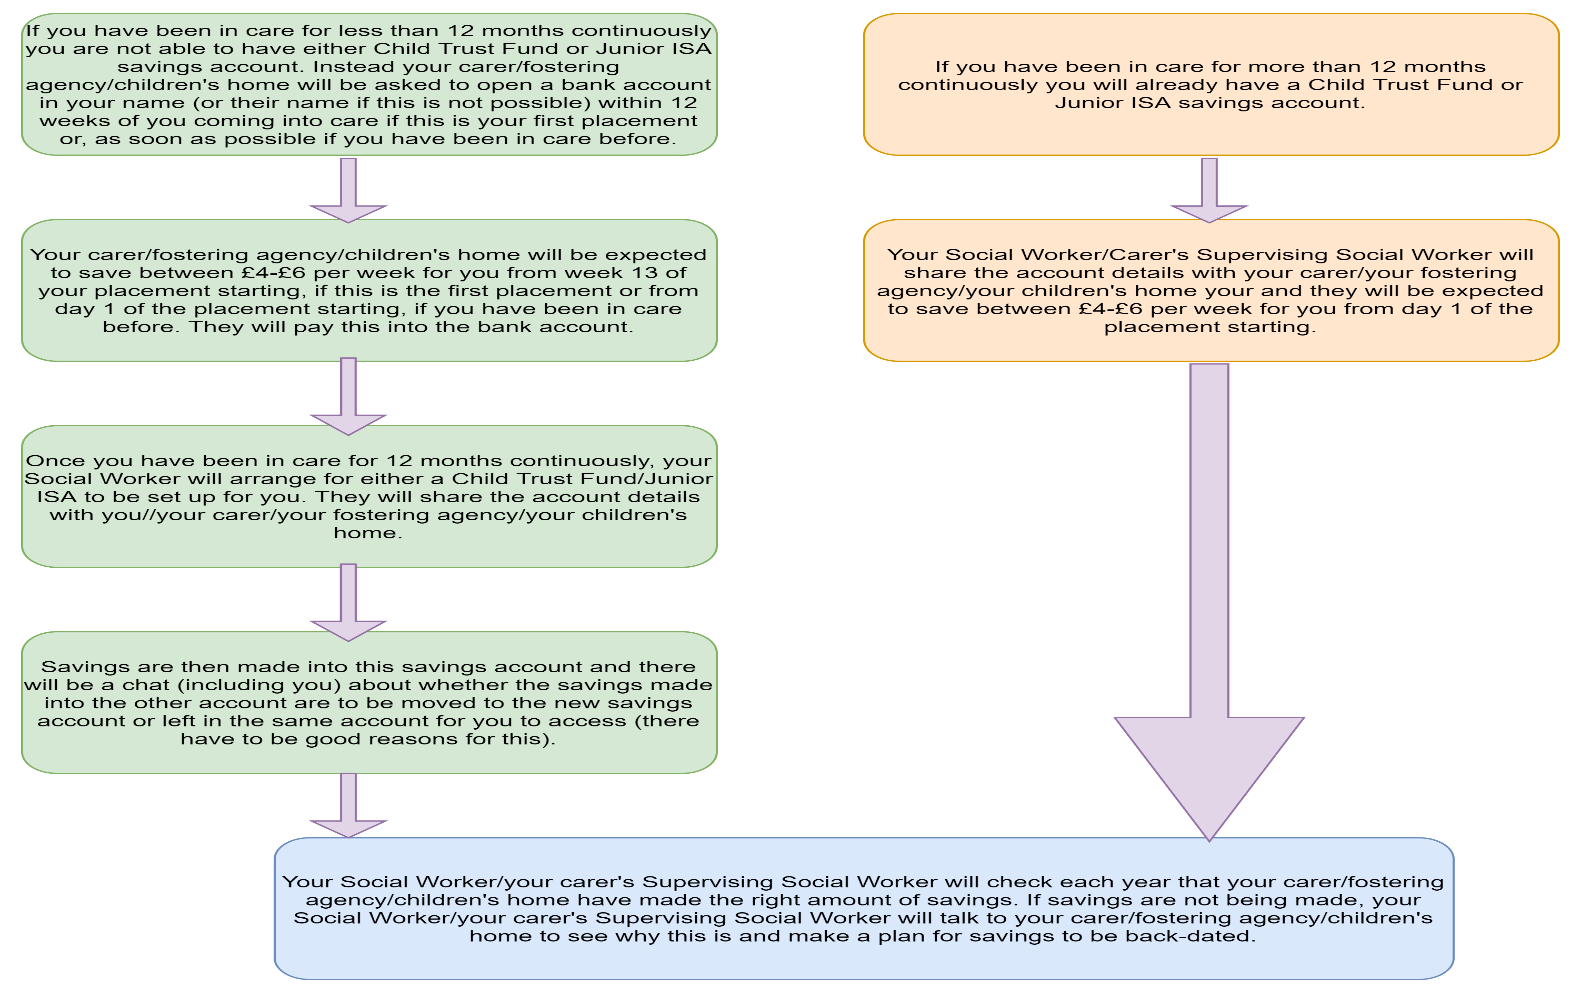 If you have been in care for less than 12 months continuously
you are not able to have either Child Trust Fund or Junior ISA
savings account. Instead your carer/fostering
agency/children's home will be asked to open a bank account
in your name (or their name if this is not possible) within 12
weeks of you coming into care if this is your first placement
or, as soon as possible if you have been in care before.
Your carer/fostering agency/children's home will be expected
to save between £4-£6 per week for you from week 13 of
your placement starting, if this is the first placement or from
day 1 of the placement starting, if you have been in care
before. They will pay this into the bank account.
Once you have been in care for 12 months continuously, your
Social Worker will arrange for either a Child Trust Fund/Junior
ISA to be set up for you. They will share the account details
with you//your carer/your fostering agency/your children's
home.
Savings are then made into this savings account and there
will be a chat (including you) about whether the savings made
into the other account are to be moved to the new savings
account or left in the same account for you to access (there
have to be good reasons for this).
If you have been in care for more than 12 months
continuously you will already have a Child Trust Fund or
Junior ISA savings account.
Your Social Worker/Carer's Supervising Social Worker will
share the account details with your carer/your fostering
agency/your children's home your and they will be expected
to save between £4-£6 per week for you from day 1 of the
placement starting.
Your Social Worker/your carer's Supervising Social Worker will check each year that your carer/fostering
agency/children's home have made the right amount of savings. If savings are not being made, your
Social Worker/your carer's Supervising Social Worker will talk to your carer/fostering agency/children's
home to see why this is and make a plan for savings to be back-dated.